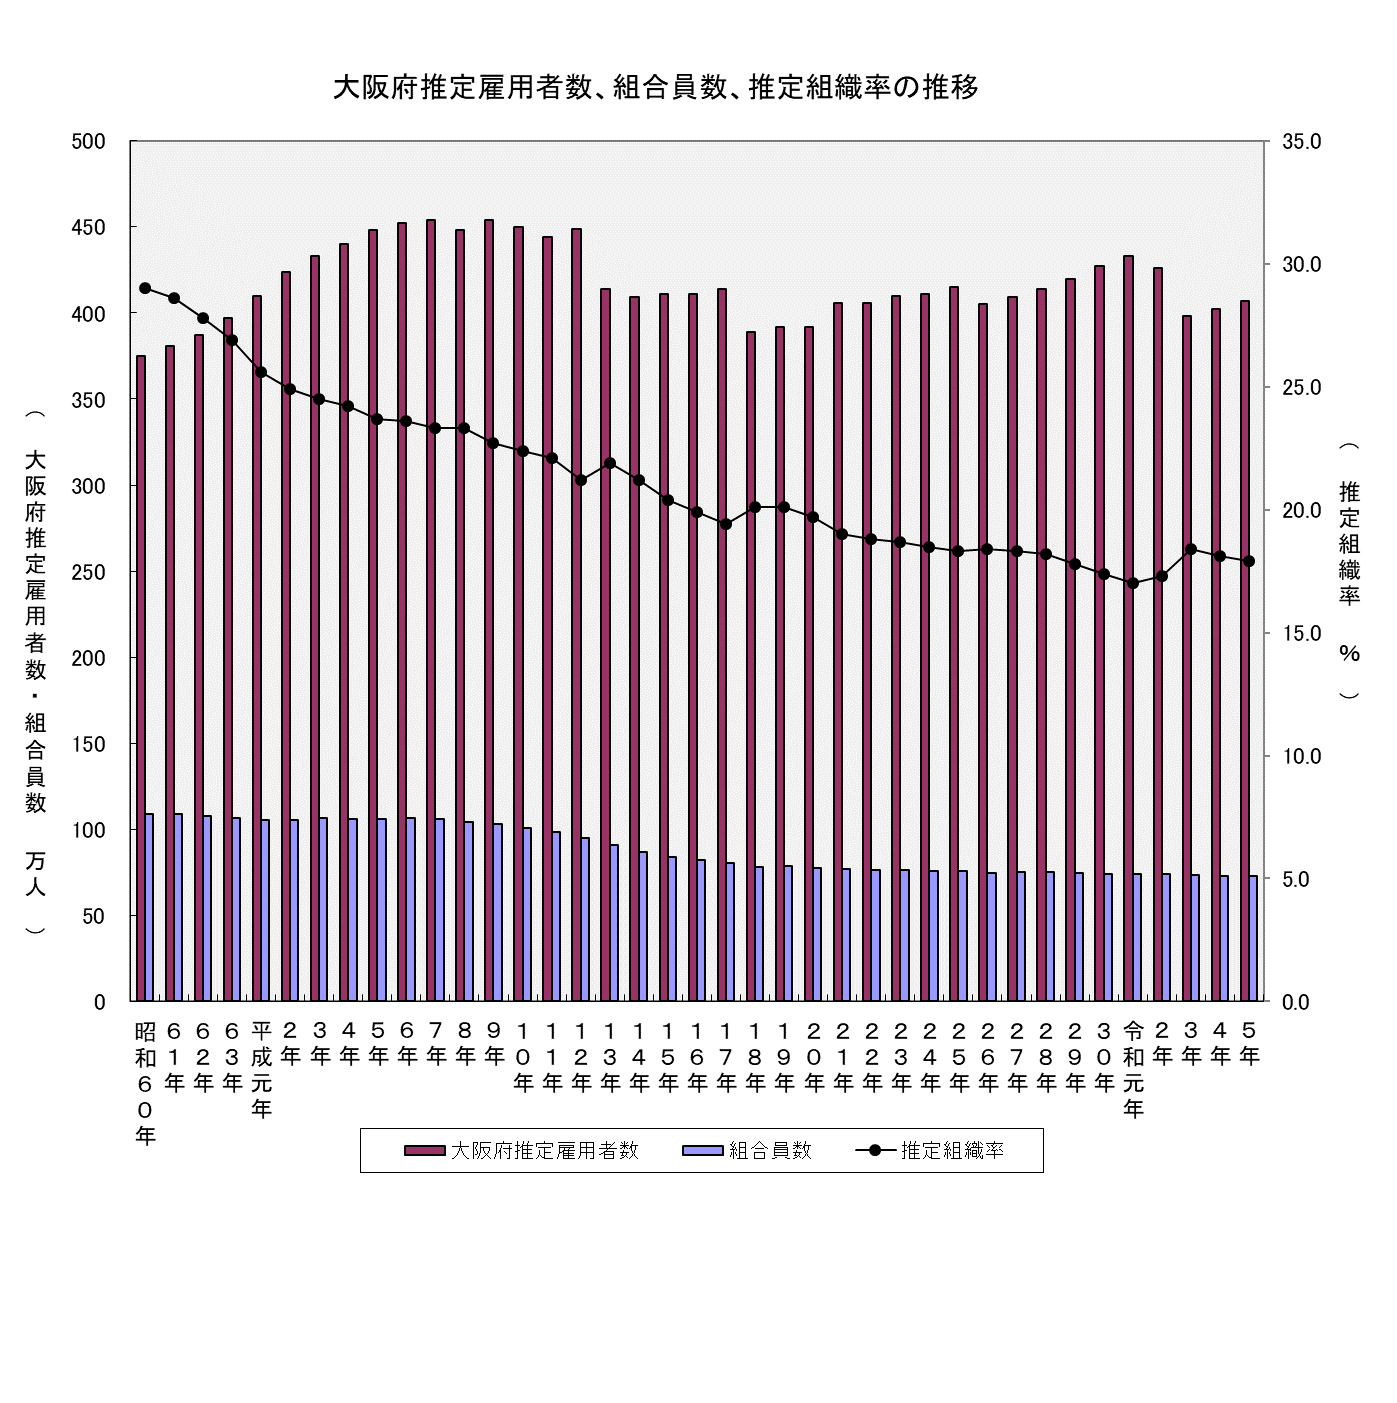 大阪府推定雇用者数、組合員数、推定組織率の推移
500
450
400
350
300
250
200
150
100
50
0
35.0
30.0
25.0
20.0
15.0
10.0
5.0
0.0
（ 大阪府推定雇用者数・組合員数 万人 ）
（ 推定組織率 % ）
昭和６０年
６１年
６２年
６３年
平成元年
２年
３年
４年
５年
６年
７年
８年
９年
１０年
１１年
１２年
１３年
１４年
１５年
１６年
１７年
１８年
１９年
２０年
２１年
２２年
２３年
２４年
２５年
２６年
２７年
２８年
２９年
３０年
令和元年
２年
３年
４年
５年
大阪府推定雇用者数 組合員数 推定組織率